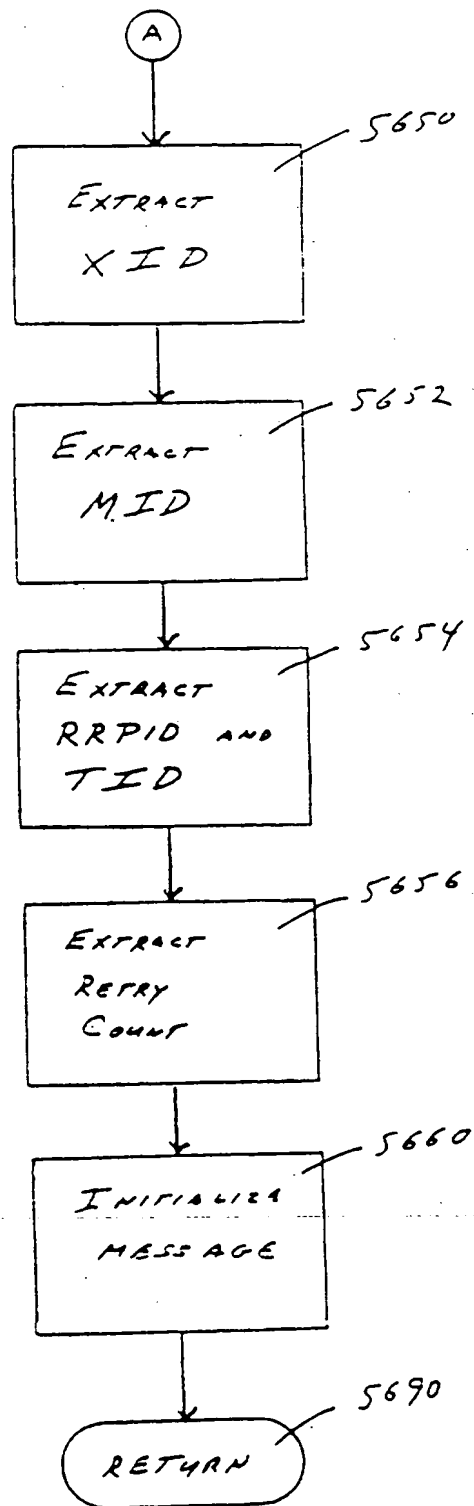 A
5650
EXTRACT
XID
5652
EXTRACT
M.ID
5654
EXTRACT
RRPID AND
TID
5656
EXTRACT
RETRY
COUNT
5660
INITIALIZE
MESSAGE
5690
RETURN